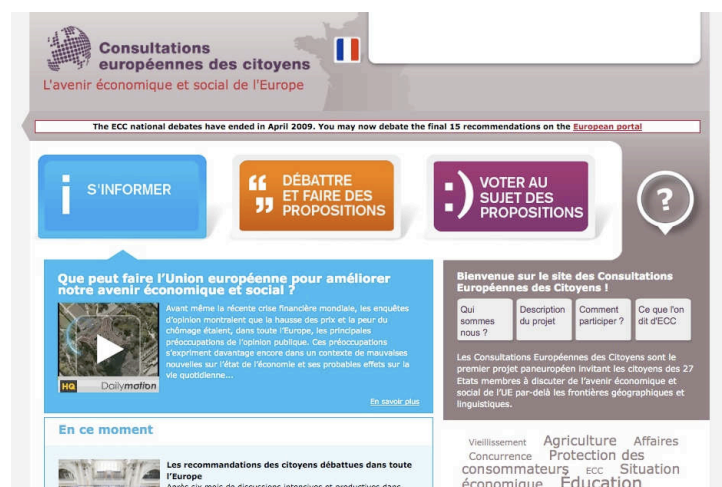 Consultations
européennes des citoyens
L'avenir économique et social de l'Europe
The ECC national debates have ended in April 2009. You may now debate the final 15 recommendations on the European portal
i S'INFORMER
“ ” DÉBATTRE
ET FAIRE DES
PROPOSITIONS
:) VOTER AU
SUJET DES
PROPOSITIONS
?
Que peut faire l'Union européenne pour améliorer
notre avenir économique et social ?
Avant même la récente crise financière mondiale, les enquêtes
d'opinion montraient que la hausse des prix et la peur du
chômage étaient, dans toute l'Europe, les principales
préoccupations de l'opinion publique. Ces préoccupations
s'expriment davantage encore dans un contexte de mauvaises
nouvelles sur l'état de l'économie et ses probables effets sur la
vie quotidienne...
HQ Dailymotion
En savoir plus
Bienvenue sur le site des Consultations
Européennes des Citoyens !
Qui
sommes
nous ?
Description
du projet
Comment
participer ?
Ce que l'on
dit d'ECC
Les Consultations Européennes des Citoyens sont le
premier projet paneuropéen invitant les citoyens des 27
Etats membres à discuter de l'avenir économique et
social de l'UE par-delà les frontières géographiques et
linguistiques.
En ce moment
Les recommandations des citoyens débattues dans toute
l'Europe
Après six mois de discussions intensives et productives dans
Vieillissement Agriculture Affaires
Concurrence Protection des
consommateurs ECC Situation
économique Education